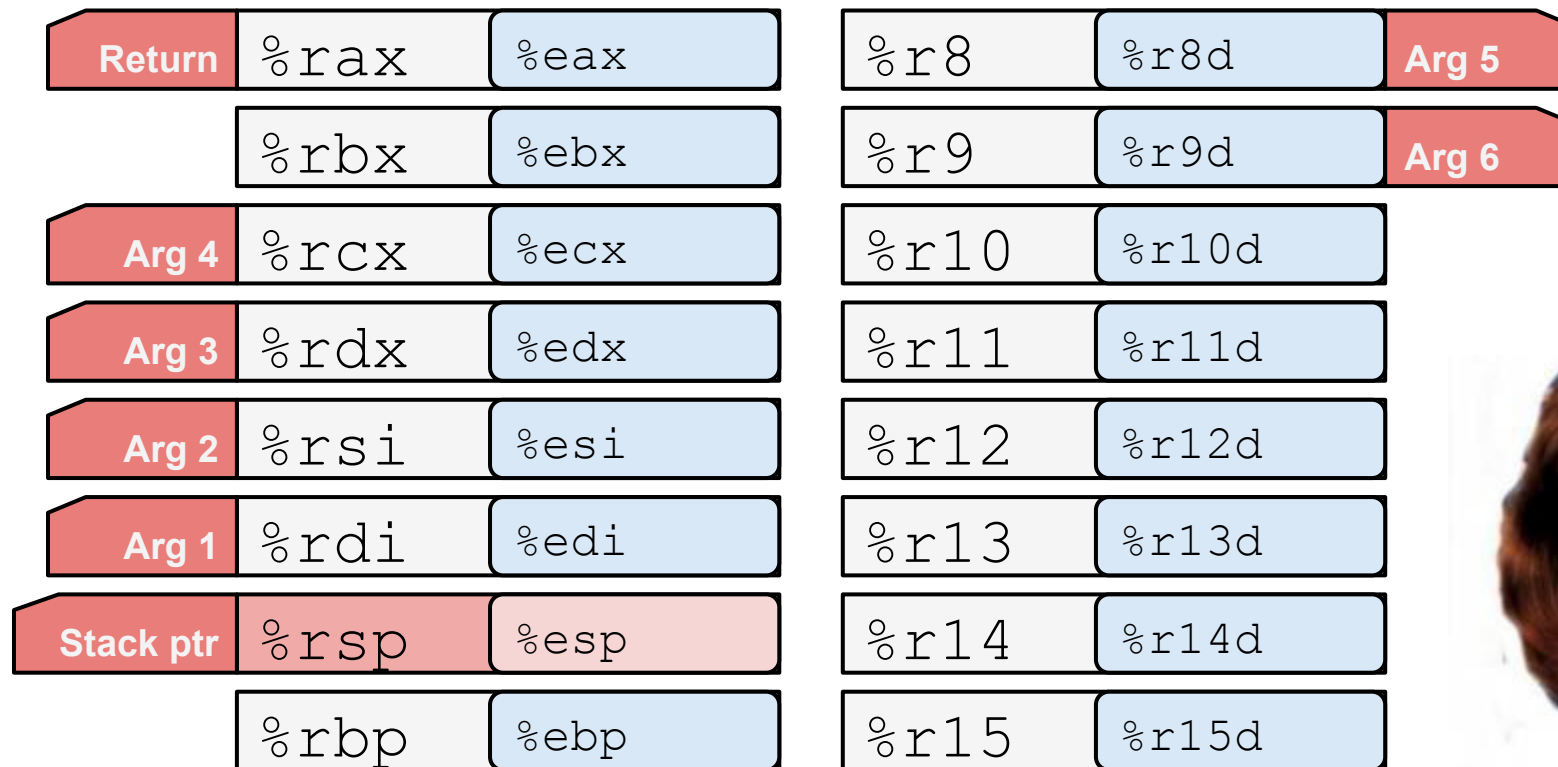 Return %rax %eax %r8 %r8d Arg 5
%rbx %ebx %r9 %r9d Arg 6
Arg 4 %rcx %ecx %r10 %r10d
Arg 3 %rdx %edx %r11 %r11d
Arg 2 %rsi %esi %r12 %r12d
Arg 1 %rdi %edi %r13 %r13d
Stack ptr %rsp %esp %r14 %r14d
%rbp %ebp %r15 %r15d